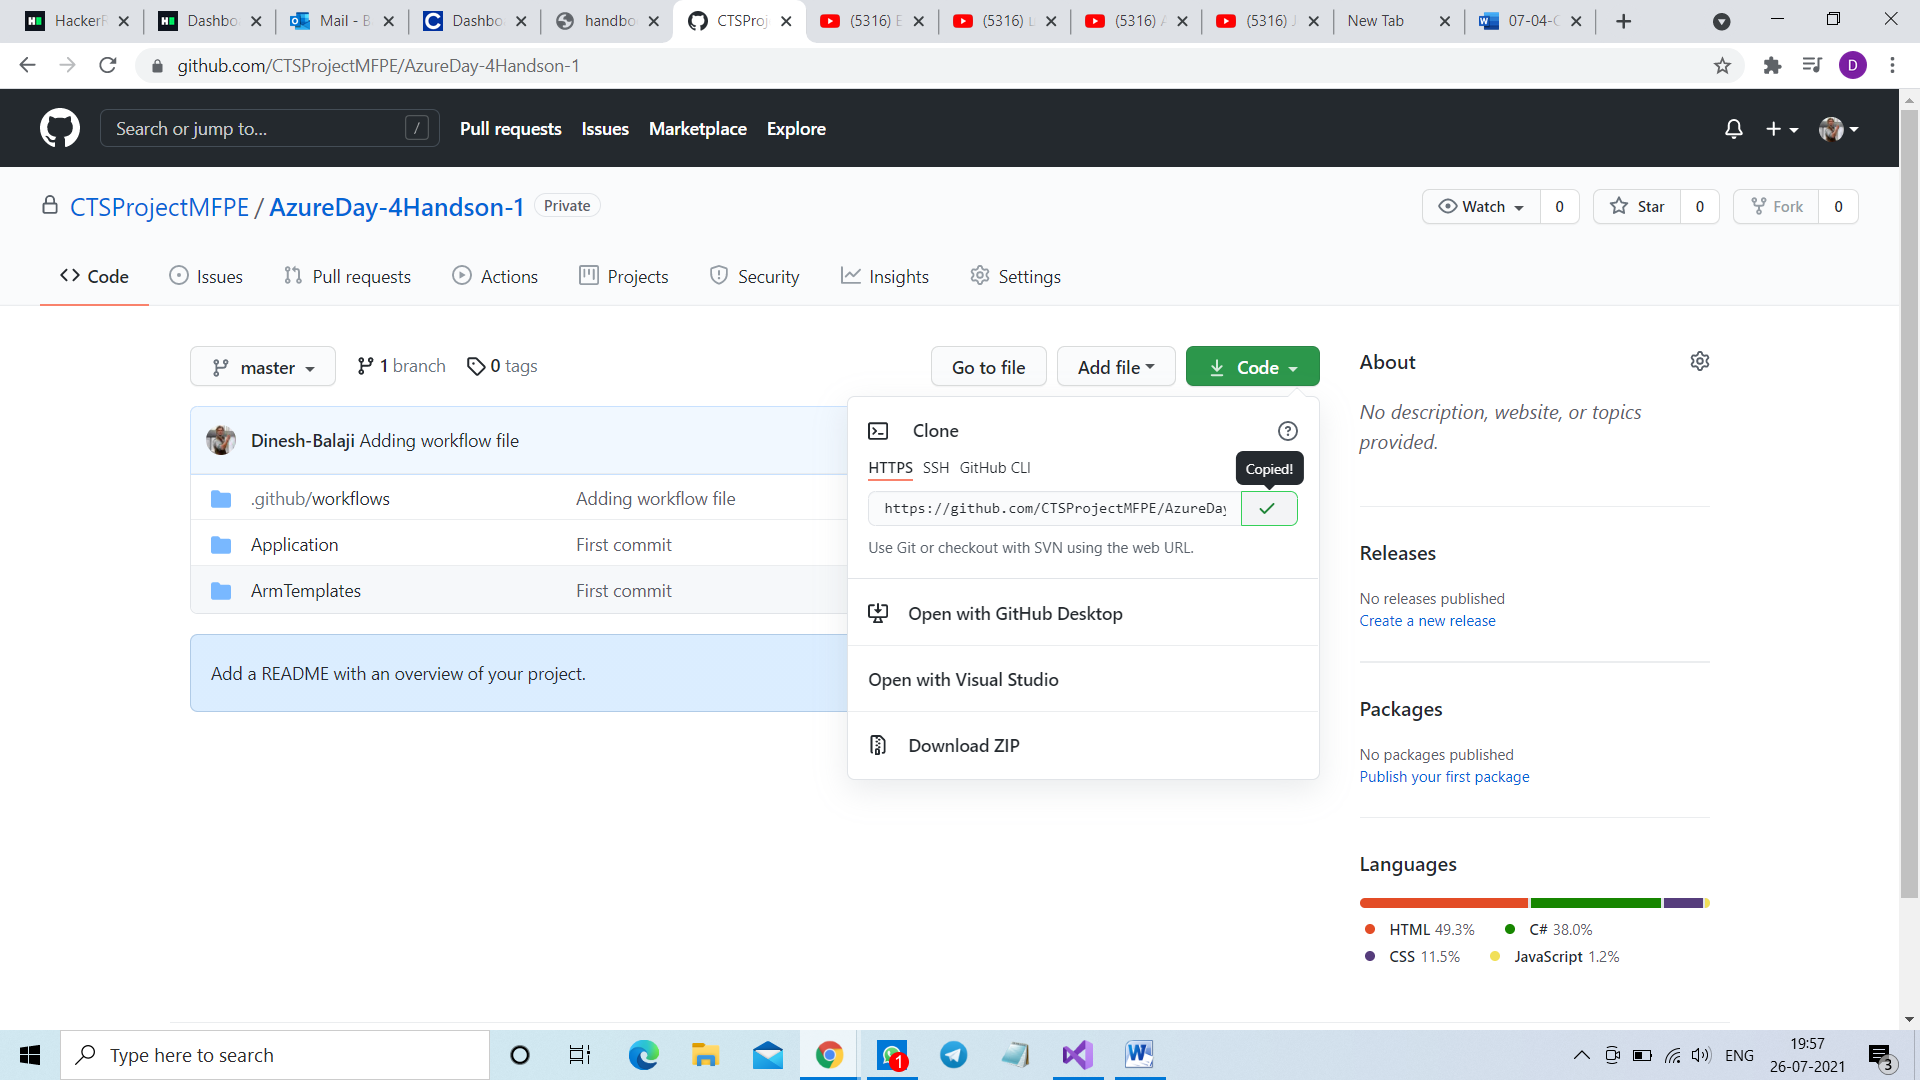 HackerF
Dashbo
Mail - B
Dashbo
handbo
CTSProj
(5316) E
(5316) L
(5316) A
(5316) J
New Tab
07-04-C
github.com/CTSProjectMFPE/AzureDay-4Handson-1
D
Search or jump to... /
Pull requests Issues Marketplace Explore
CTSProjectMFPE / AzureDay-4Handson-1 Private
Watch 0 Star 0 Fork 0
Code Issues Pull requests Actions Projects Security Insights Settings
master 1 branch 0 tags
Go to file Add file Code
Dinesh-Balaji Adding workflow file
.github/workflows Adding workflow file
Application First commit
ArmTemplates First commit
Add a README with an overview of your project.
Clone
HTTPS SSH GitHub CLI
Copied!
https://github.com/CTSProjectMFPE/AzureDay
Use Git or checkout with SVN using the web URL.
Open with GitHub Desktop
Open with Visual Studio
Download ZIP
About
No description, website, or topics
provided.
Releases
No releases published
Create a new release
Packages
No packages published
Publish your first package
Languages
HTML 49.3% C# 38.0%
CSS 11.5% JavaScript 1.2%
Type here to search
1
ENG
19:57
26-07-2021
3